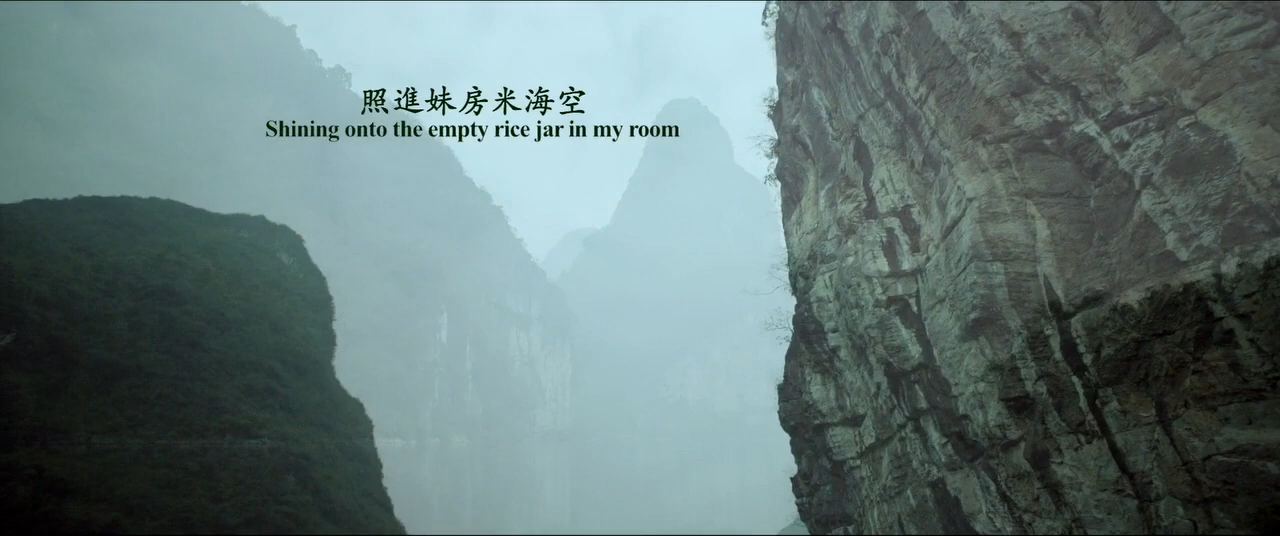 照進妹房米海空
Shining onto the empty rice jar in my room